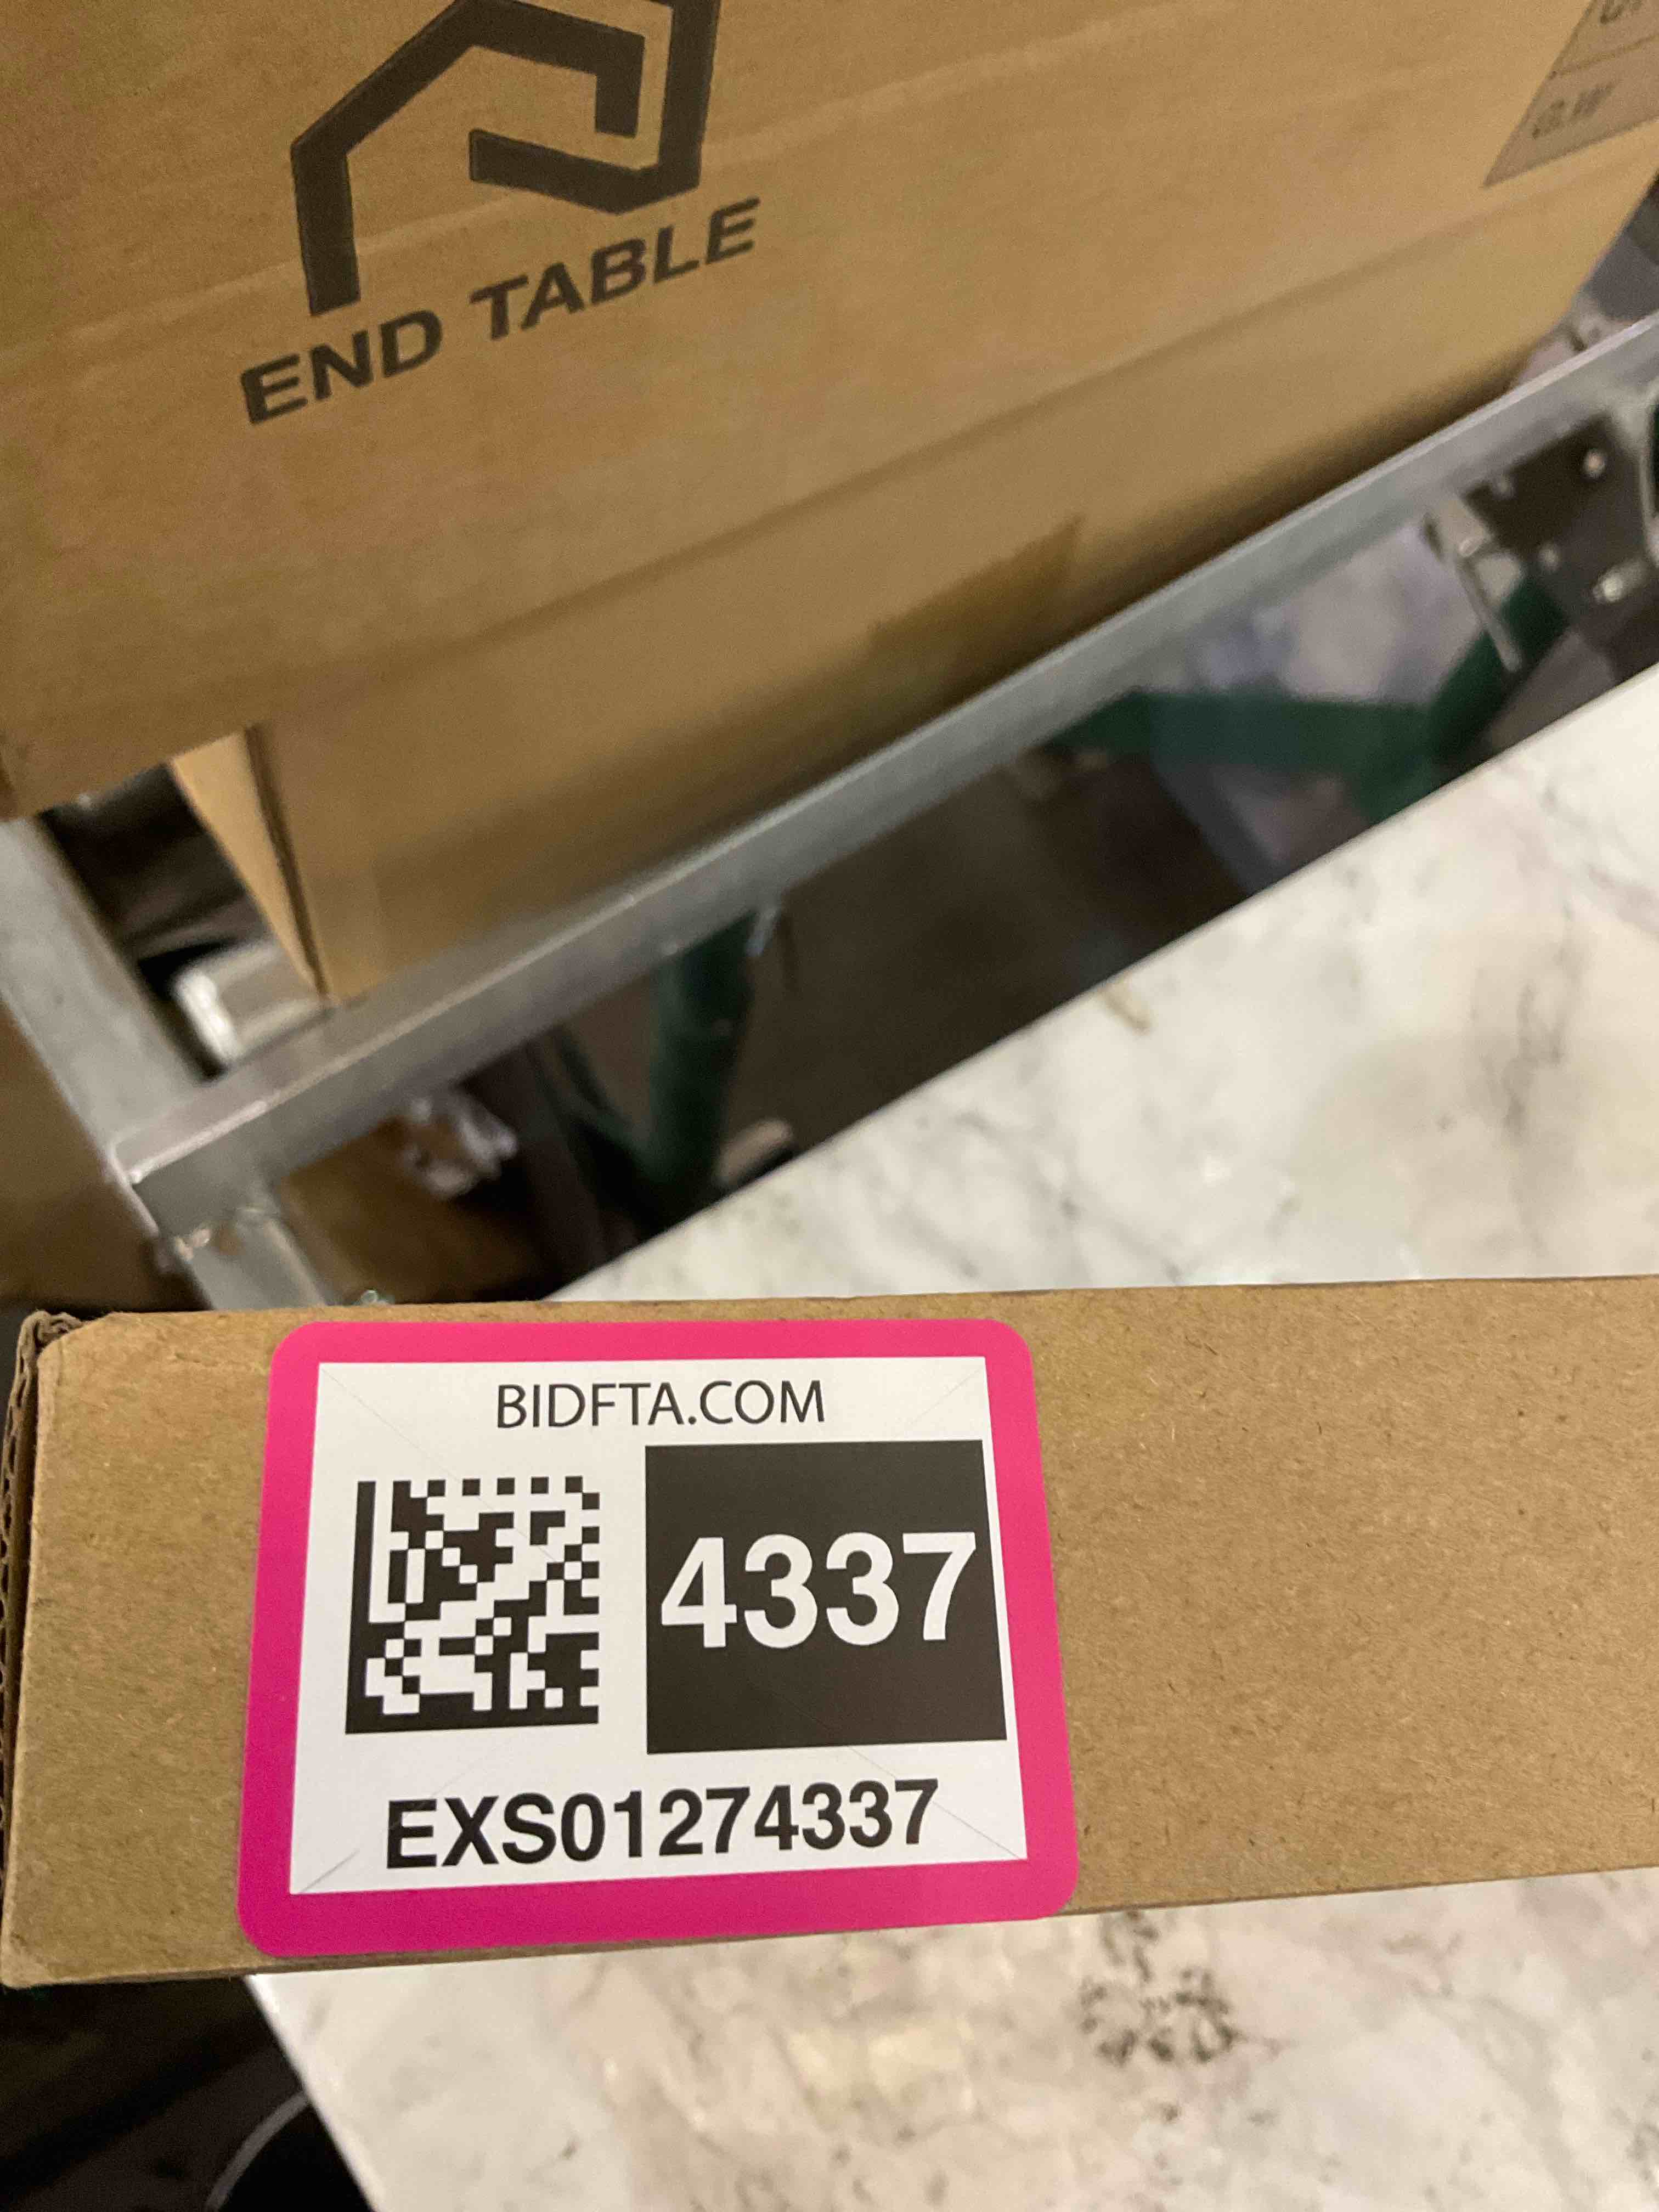 G.W
END TABLE
BIDFTA.COM
4337
EXS01274337